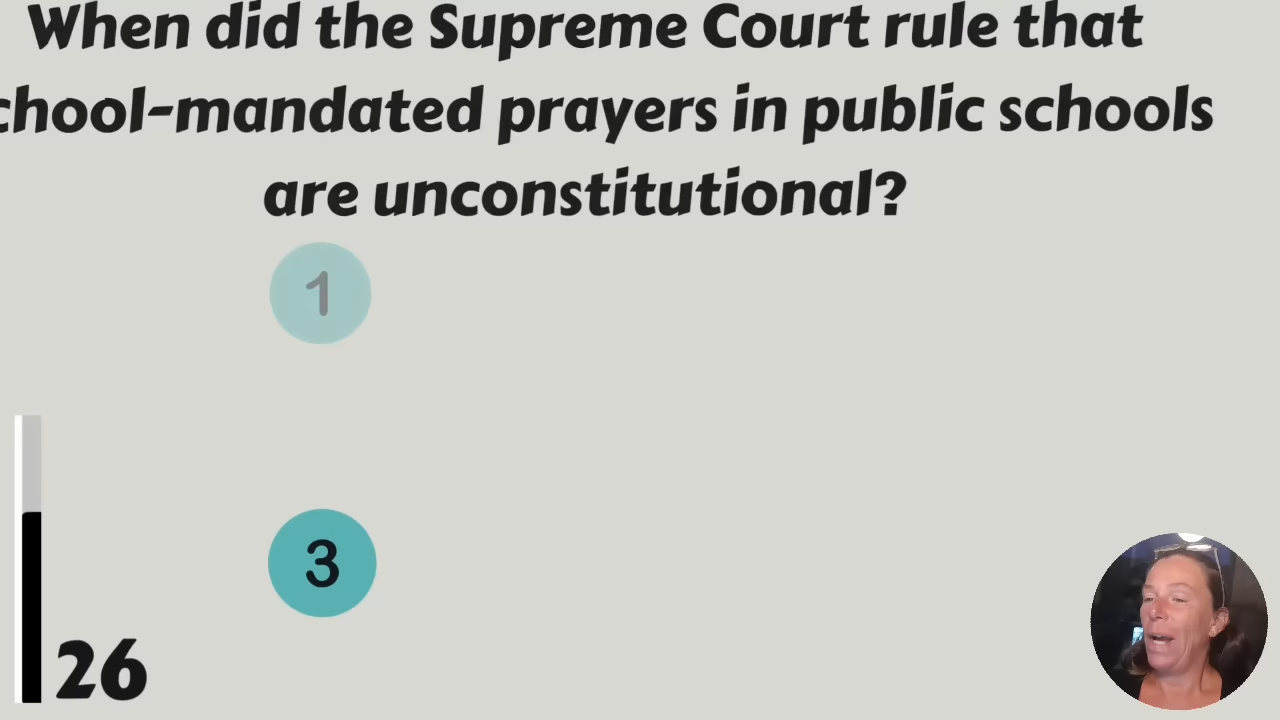 When did the Supreme Court rule that
chool-mandated prayers in public schools
are unconstitutional?
1
3
26